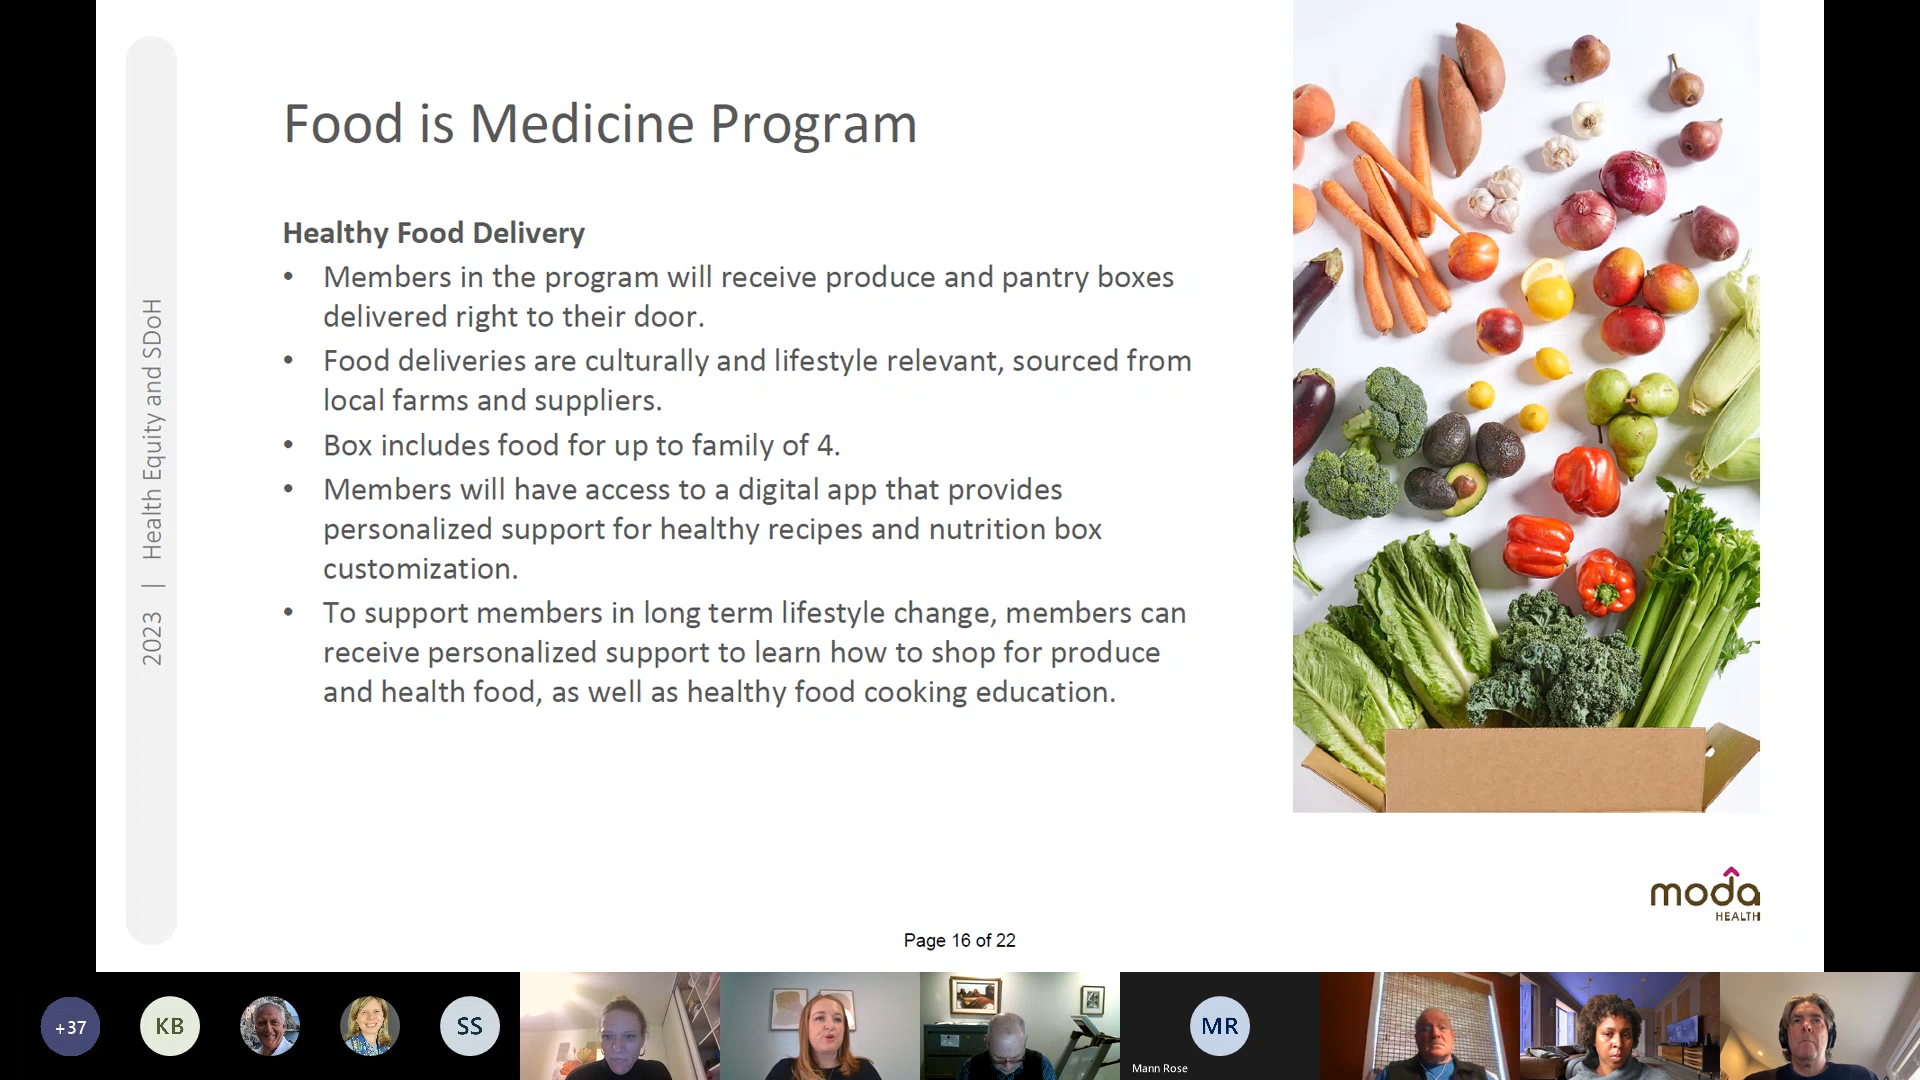 2023 | Health Equity and SDoH
Food is Medicine Program
Healthy Food Delivery
• Members in the program will receive produce and pantry boxes
delivered right to their door.
• Food deliveries are culturally and lifestyle relevant, sourced from
local farms and suppliers.
• Box includes food for up to family of 4.
• Members will have access to a digital app that provides
personalized support for healthy recipes and nutrition box
customization.
• To support members in long term lifestyle change, members can
receive personalized support to learn how to shop for produce
and health food, as well as healthy food cooking education.
moda
HEALTH
Page 16 of 22
+37
KB
SS
MR
Mann Rose